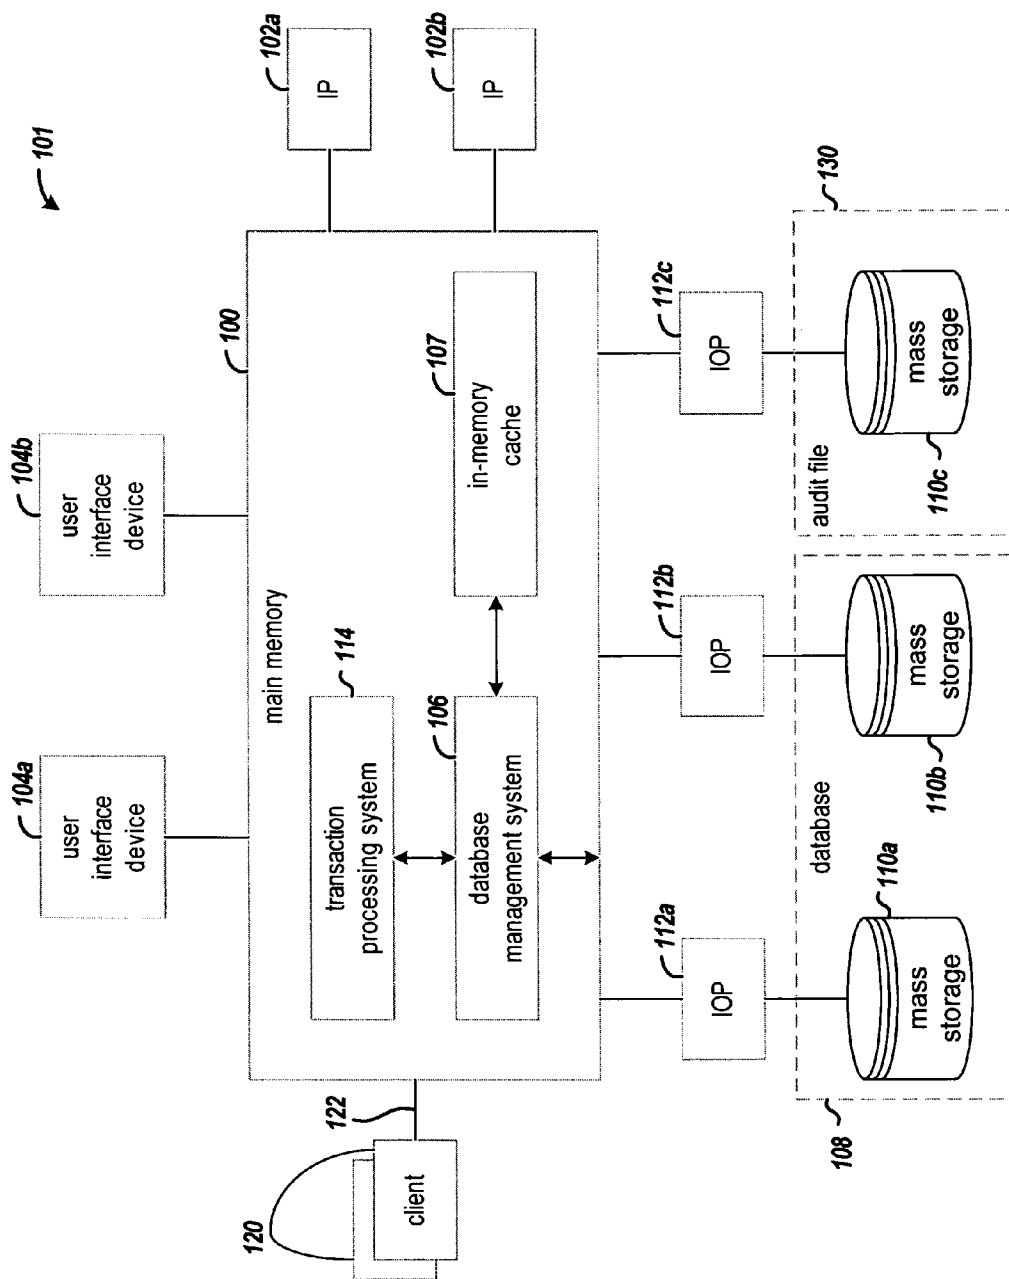 101
104a
user
interface
device
104b
user
interface
device
100
main memory
102a
IP
102b
IP
120
client
122
transaction
processing system
114
106
database
management system
107
in-memory
cache
112a
IOP
112b
IOP
112c
IOP
108
database
110a
mass
storage
110b
mass
storage
130
audit file
110c
mass
storage